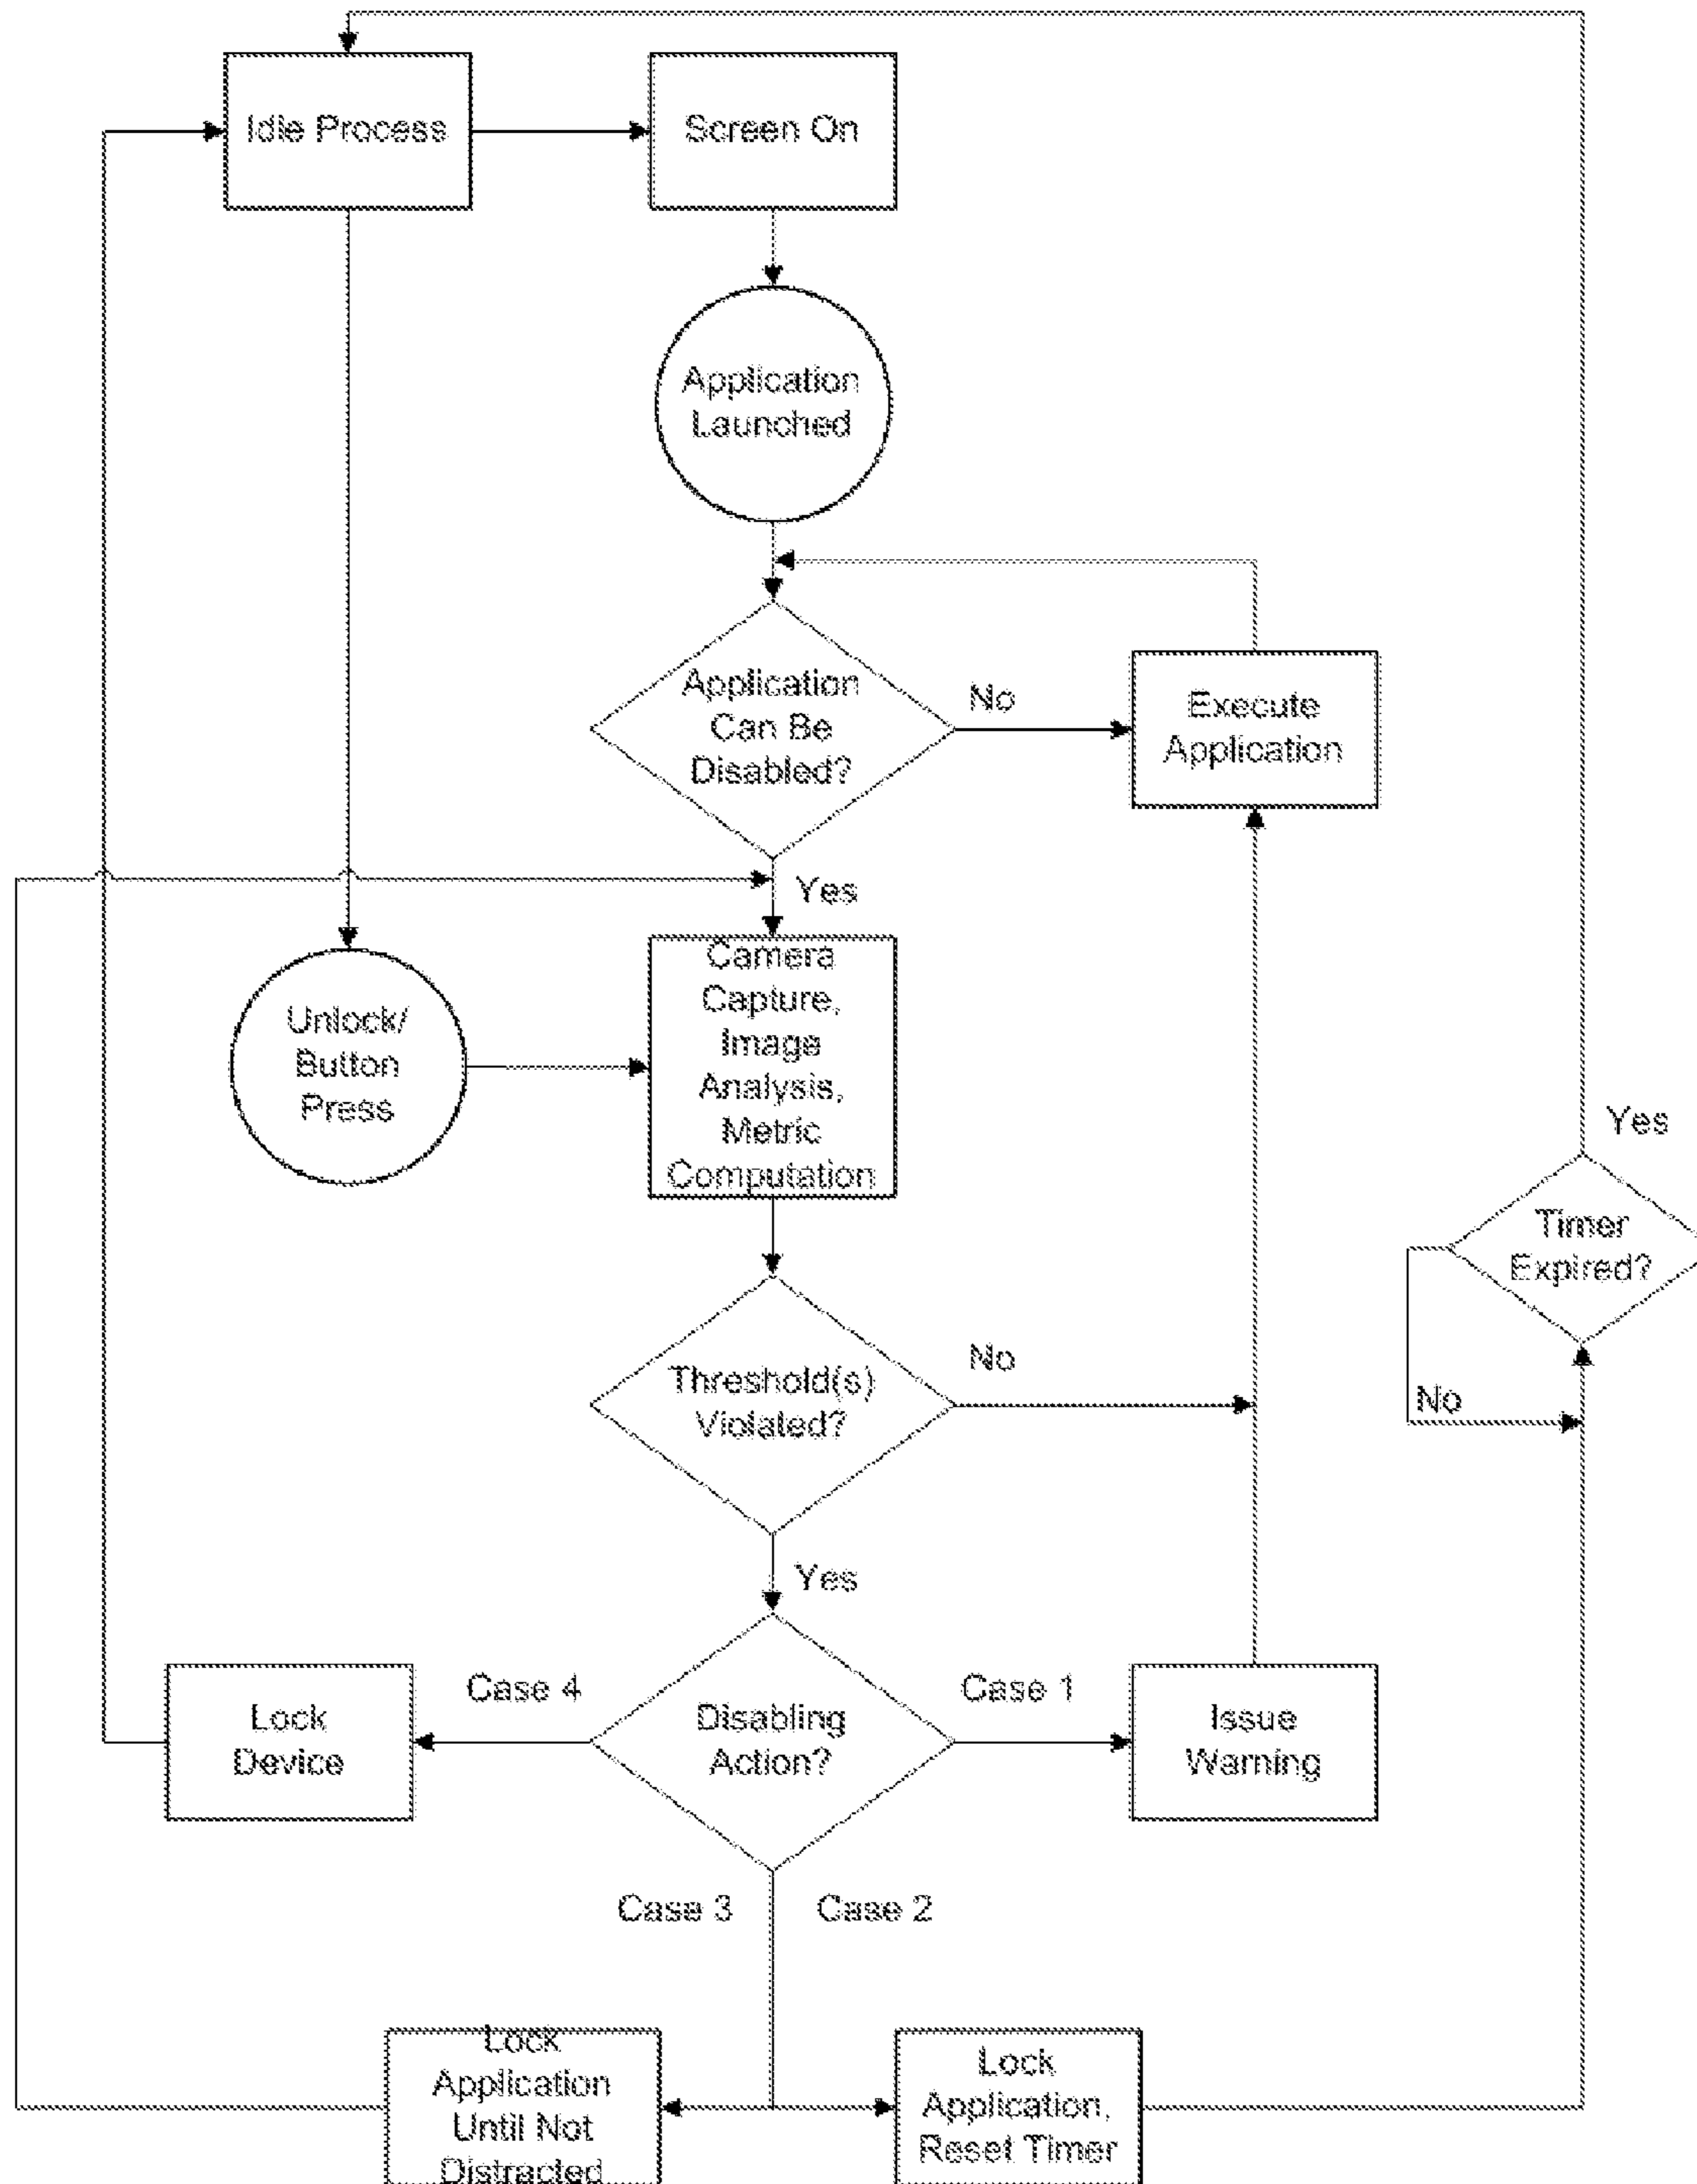 Idle Process
Screen On
Application
Launched
Application
Can Be
Disabled?
No
Execute
Application
Yes
Camera
Capture,
Image
Analysis,
Metric
Computation
Unlock/
Button
Press
Yes
Timer
Expired?
No
Threshold(s)
Violated?
No
Yes
Lock
Device
Case 4
Disabling
Action?
Case 1
Issue
Warning
Case 3
Case 2
Lock
Application
Until Not
Distracted
Lock
Application,
Reset Timer